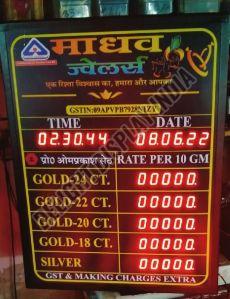 माधव
ज्वेलर्स
एक रिश्ता विश्वास का, हमारा और आपका
TIME DATE
02.30.44 08.06.22
प्रो० ओमप्रकाश सेठ RATE PER 10 GM
GOLD-24 CT. 00000.
GOLD-22 CT. 00000.
GOLD-20 CT. 00000.
GOLD-18 CT. 00000.
SILVER 00000.
GST & MAKING CHARGES EXTRA